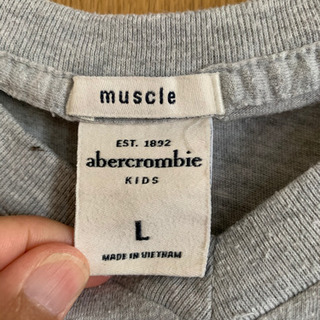 muscle
EST. 1892
abercrombie
KIDS
L
MADE IN VIETNAM